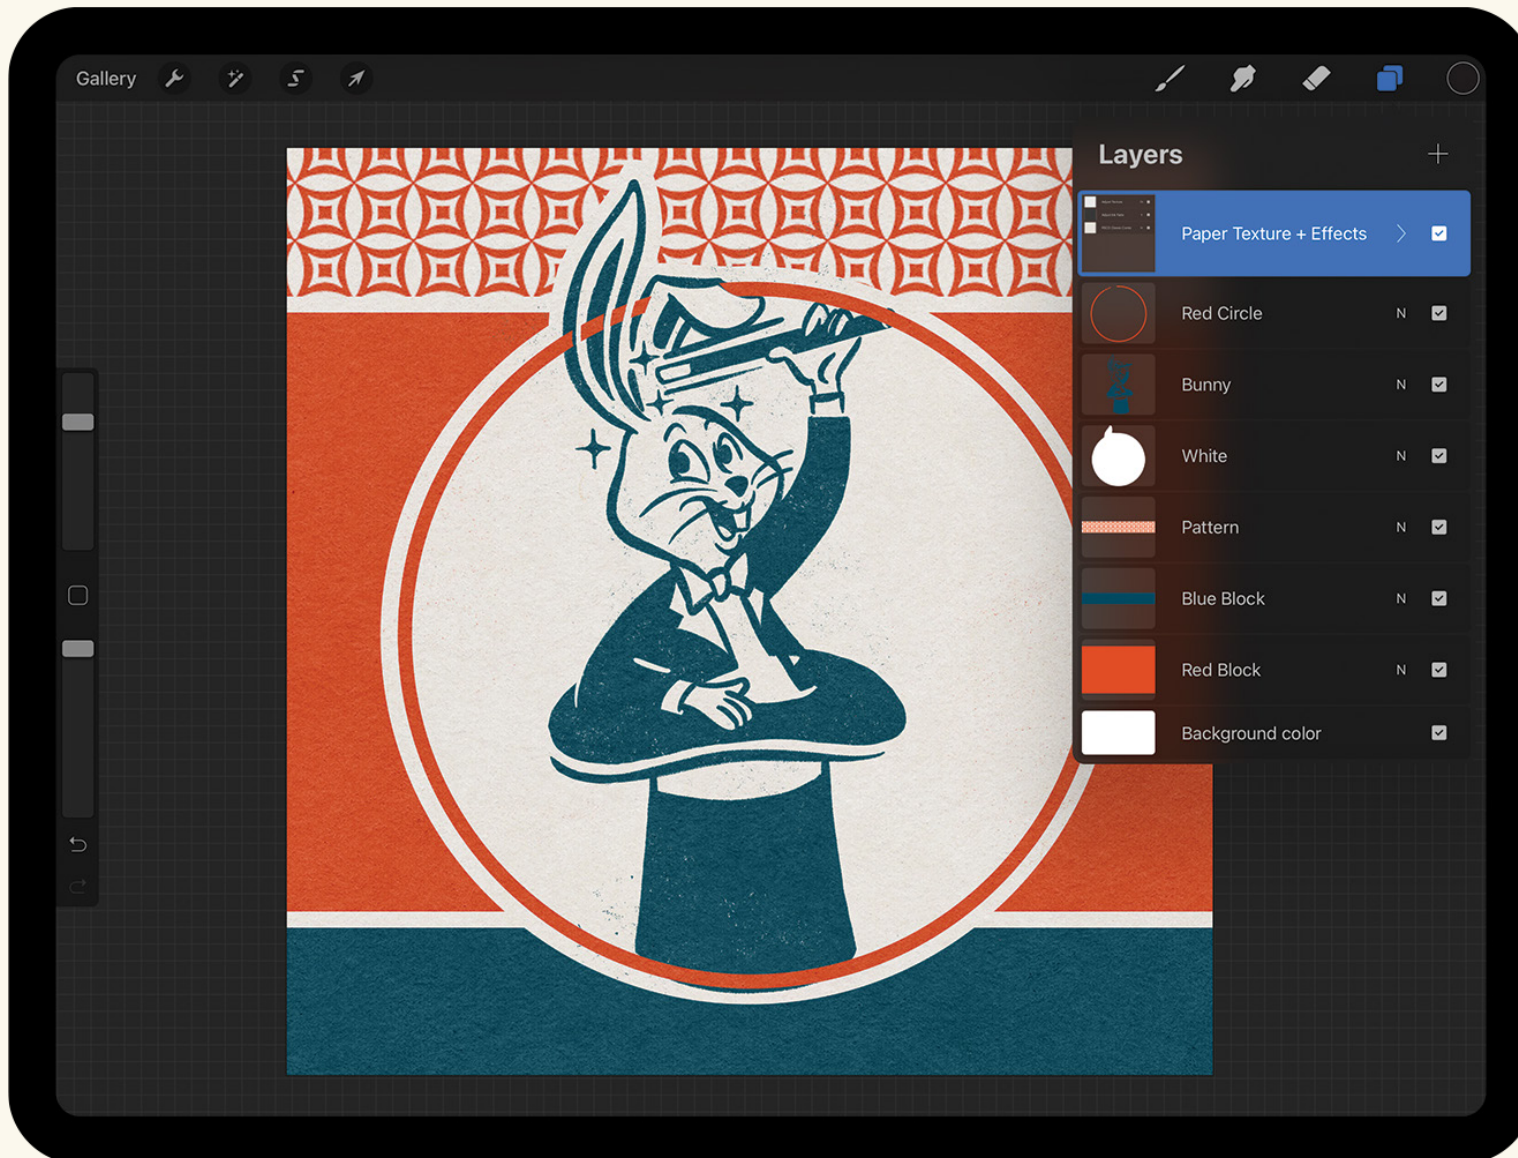 Gallery
Layers
Paper Texture + Effects
Red Circle N
Bunny N
White N
Pattern N
Blue Block N
Red Block N
Background color